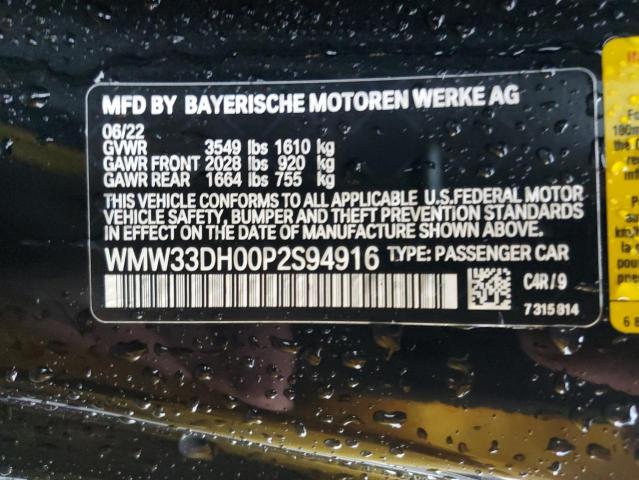 MFD BY BAYERISCHE MOTOREN WERKE AG
06/22
GVWR 3549 lbs 1610 kg
GAWR FRONT 2028 lbs 920 kg
GAWR REAR 1664 lbs 755 kg
THIS VEHICLE CONFORMS TO ALL APPLICABLE U.S.FEDERAL MOTOR
VEHICLE SAFETY, BUMPER AND THEFT PREVENTION STANDARDS
IN EFFECT ON THE DATE OF MANUFACTURE SHOWN ABOVE.
WMW33DH00P2S94916 TYPE: PASSENGER CAR
C4R/9
7315814